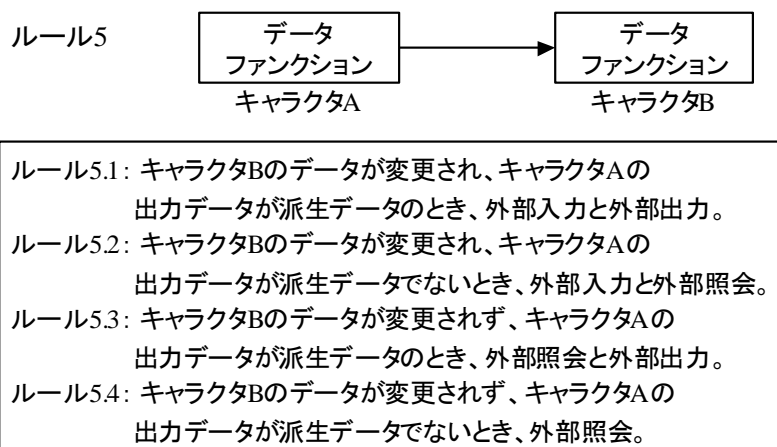 ルール5
データ
ファンクション
キャラクタA
データ
ファンクション
キャラクタB
ルール5.1: キャラクタBのデータが変更され、キャラクタAの
出力データが派生データのとき、外部入力と外部出力。
ルール5.2: キャラクタBのデータが変更され、キャラクタAの
出力データが派生データでないとき、外部入力と外部照会。
ルール5.3: キャラクタBのデータが変更されず、キャラクタAの
出力データが派生データのとき、外部照会と外部出力。
ルール5.4: キャラクタBのデータが変更されず、キャラクタAの
出力データが派生データでないとき、外部照会。